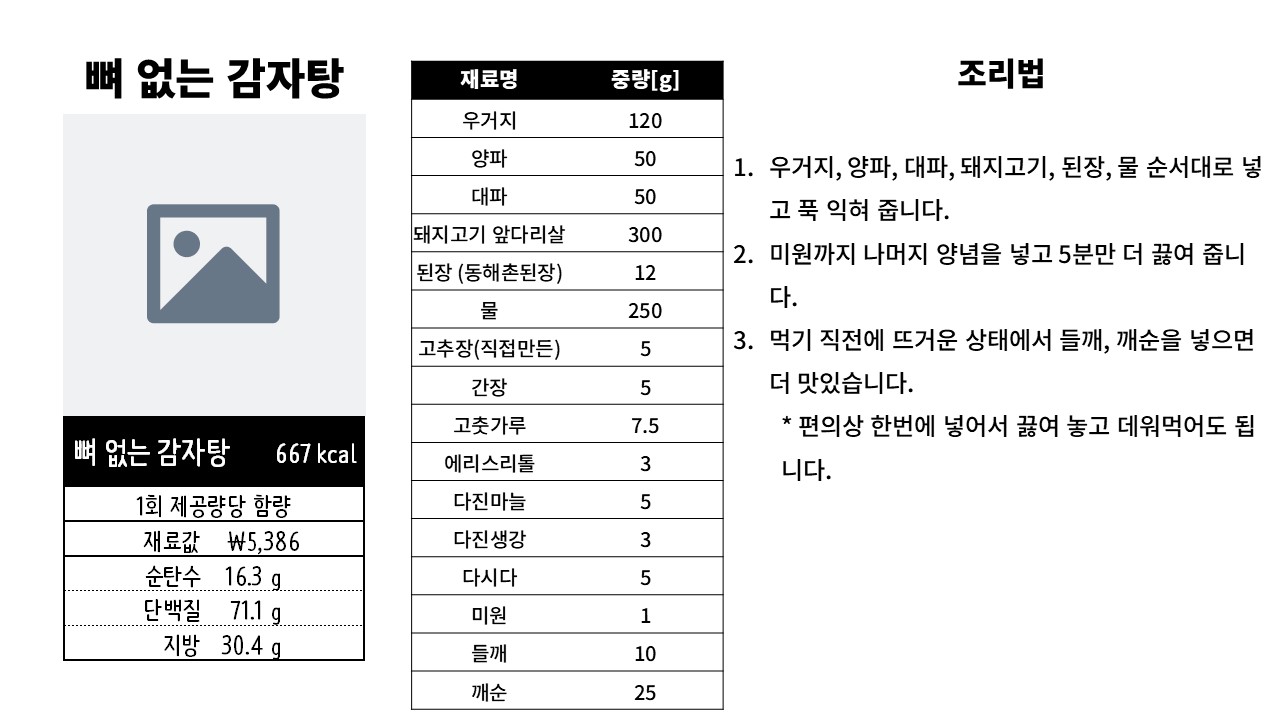 뼈 없는 감자탕
뼈 없는 감자탕 667 kcal
1회 제공량당 함량
재료값 ₩5,386
순탄수 16.3 g
단백질 71.1 g
지방 30.4 g
재료명 중량[g]
우거지 120
양파 50
대파 50
돼지고기 앞다리살 300
된장 (동해촌된장) 12
물 250
고추장(직접만든) 5
간장 5
고춧가루 7.5
에리스리톨 3
다진마늘 5
다진생강 3
다시다 5
미원 1
들깨 10
깨순 25
조리법
1. 우거지, 양파, 대파, 돼지고기, 된장, 물 순서대로 넣
고 푹 익혀 줍니다.
2. 미원까지 나머지 양념을 넣고 5분만 더 끓여 줍니
다.
3. 먹기 직전에 뜨거운 상태에서 들깨, 깨순을 넣으면
더 맛있습니다.
* 편의상 한번에 넣어서 끓여 놓고 데워먹어도 됩
니다.